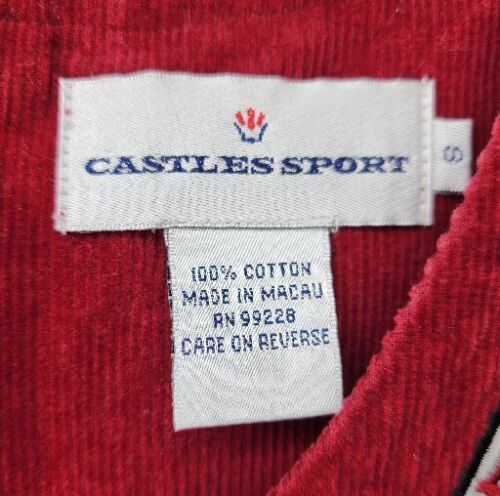 CASTLES SPORT
S
100% COTTON
MADE IN MACAU
RN 99228
CARE ON REVERSE